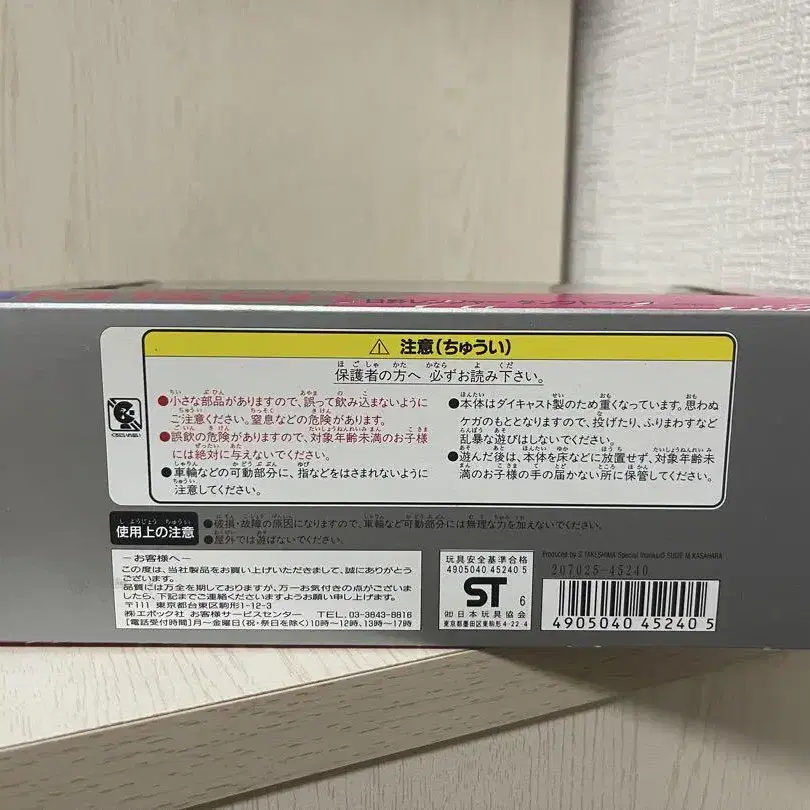 注意(ちゅうい)
保護者の方へ 必ずお読み下さい。
●小さな部品がありますので、誤って飲み込まないように
ご注意ください。窒息などの危険があります。
●誤飲の危険がありますので、対象年齢未満のお子様
には絶対に与えないでください。
●車輪などの可動部分に、指などをはさまれないように
注意してください。
●本体はダイキャスト製のため重くなっています。思わぬ
ケガのもととなりますので、投げたり、ふりまわすなど
乱暴な遊びはしないでください。
●遊んだ後は、本体を床などに放置せず、対象年齢未
満のお子様の手の届かない所に保管してください。
使用上の注意
●破損・故障の原因になりますので、車輪など可動部分には無理な力を加えないでください。
●屋外では遊ばないでください。
―お客様へ―
この度は、当社製品をお買い上げいただきまして、誠にありがとう
ございます。
品質には万全を期しておりますが、万一お気付きの点がございま
したら、下記までご連絡くださいますようお願い申し上げます。
〒111 東京都台東区駒形1-12-3
㈱エポック社 お客様サービスセンター TEL. 03-3843-8816
[電話受付時間]月〜金曜日(祝・祭日を除く)10時〜12時、13時〜17時
玩具安全基準合格
4905040 45240 5
ST 6
㈳日本玩具協会
東京都墨田区東駒形4-22-4
Produced by S.TAKESHIMA Special thanks
M.KASAHARA
207025-45240
4905040 452405